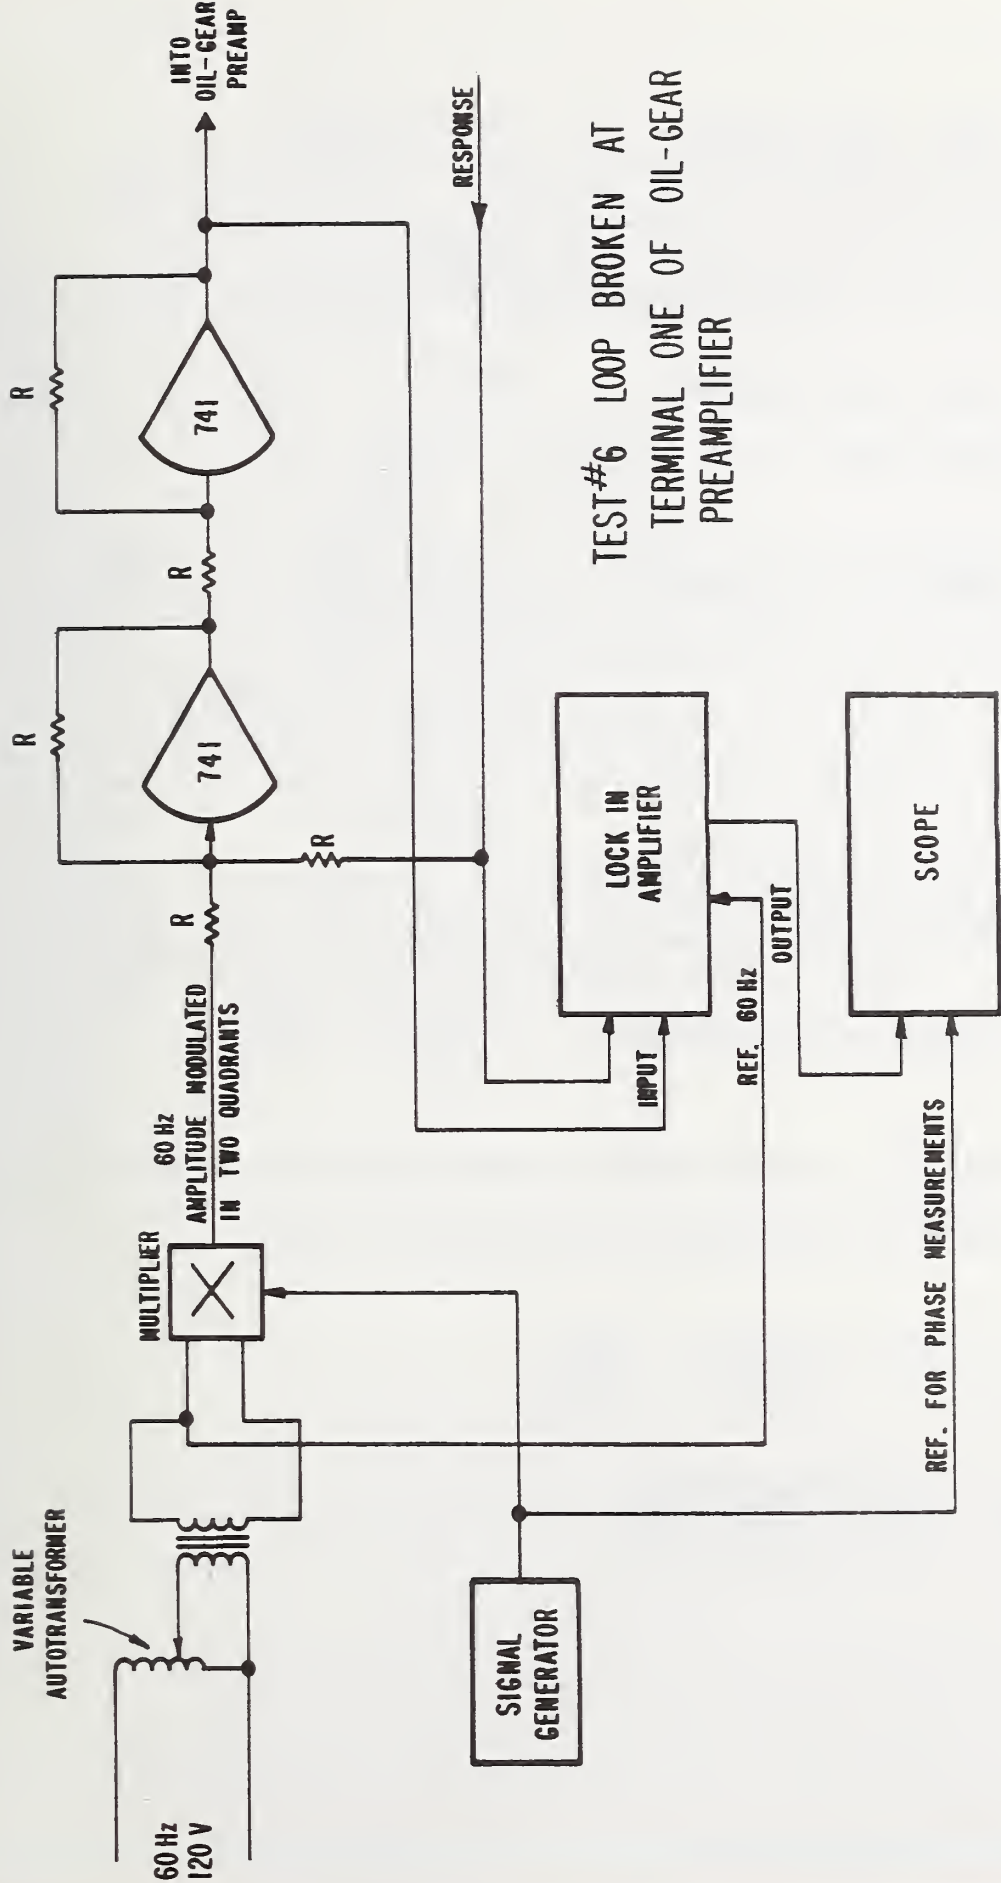 VARIABLE
AUTOTRANSFORMER
60 Hz
120 V
MULTIPLIER
60 Hz
AMPLITUDE MODULATED
IN TWO QUADRANTS
R
R
741
R
R
R
741
INTO
OIL-GEAR
PREAMP
RESPONSE
SIGNAL
GENERATOR
INPUT
LOCK IN
AMPLIFIER
REF. 60 Hz
OUTPUT
SCOPE
REF. FOR PHASE MEASUREMENTS
TEST#6 LOOP BROKEN AT
TERMINAL ONE OF OIL-GEAR
PREAMPLIFIER